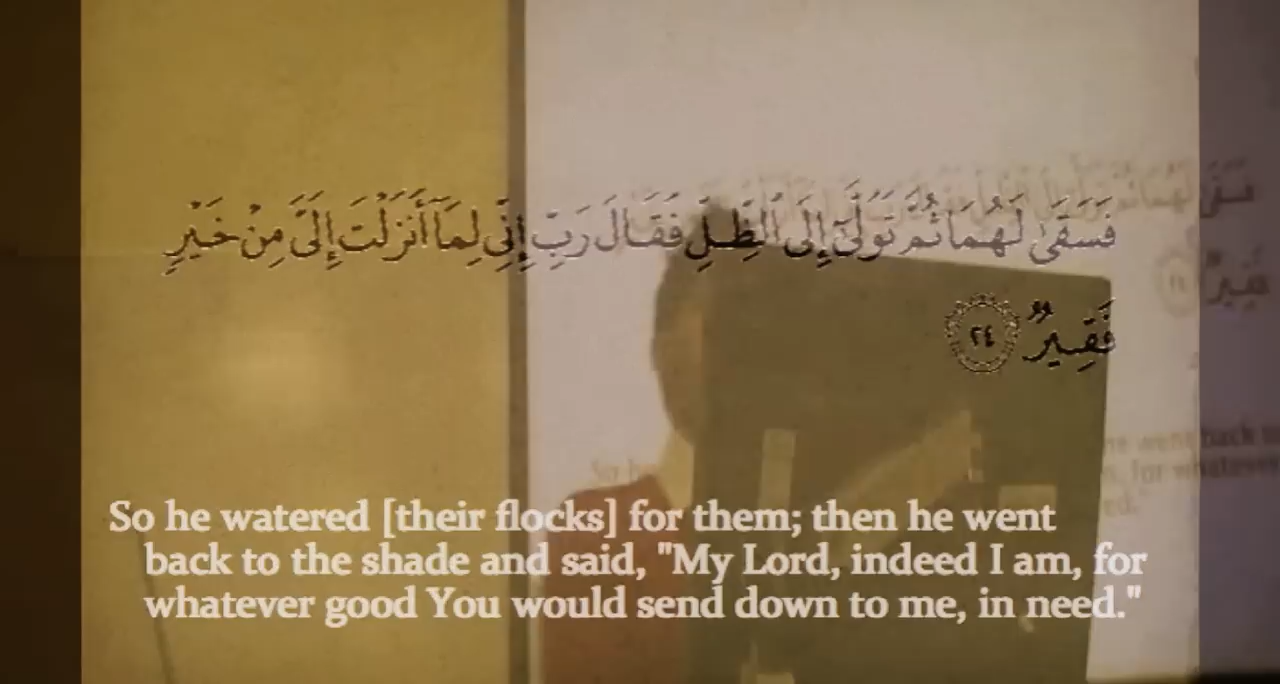 فَسَقَىٰ لَهُمَا ثُمَّ تَوَلَّىٰٓ إِلَى ٱلظِّلِّ فَقَالَ رَبِّ إِنِّى لِمَآ أَنزَلْتَ إِلَىَّ مِنْ خَيْرٍ
فَقِيرٌ ٢٤
So he watered [their flocks] for them; then he went
back to the shade and said, "My Lord, indeed I am, for
whatever good You would send down to me, in need."